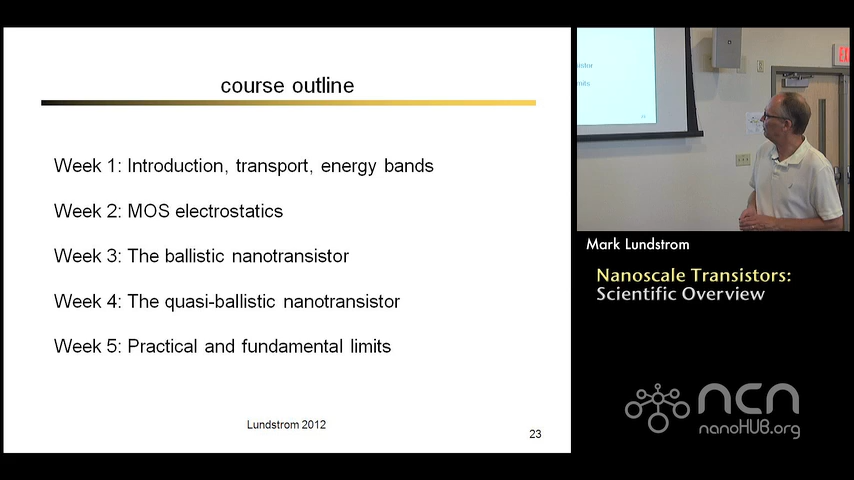 course outline
Week 1: Introduction, transport, energy bands
Week 2: MOS electrostatics
Week 3: The ballistic nanotransistor
Week 4: The quasi-ballistic nanotransistor
Week 5: Practical and fundamental limits
Lundstrom 2012
23
Mark Lundstrom
Nanoscale Transistors:
Scientific Overview
ncn
nanoHUB.org